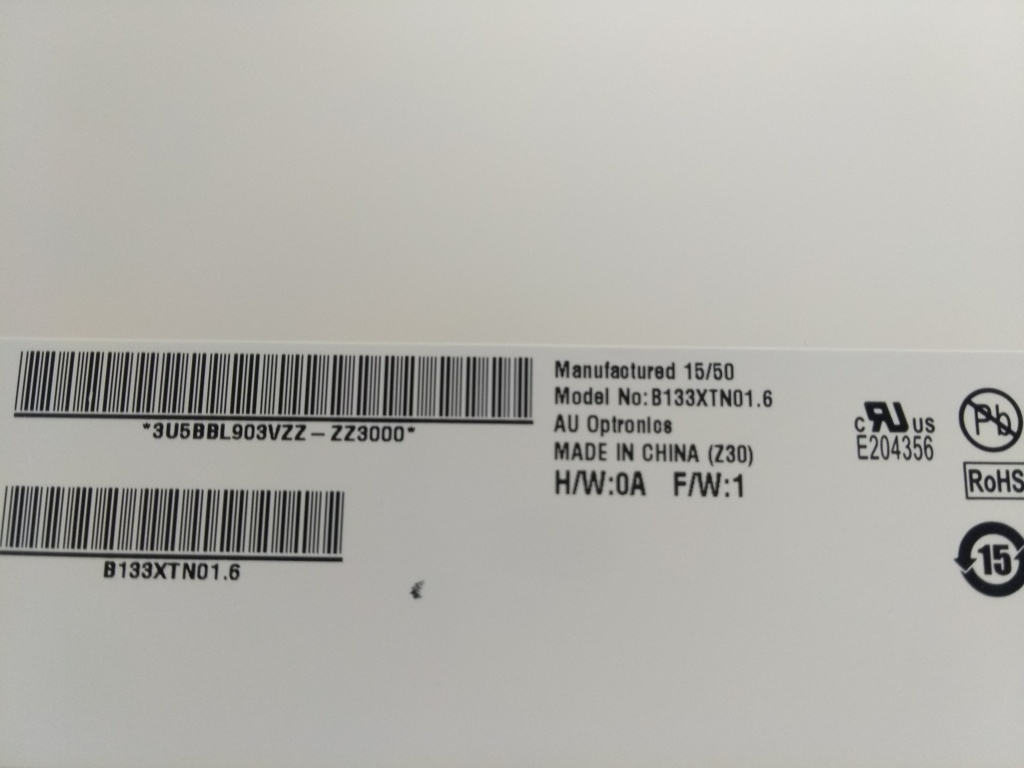 *3U5BBL903VZZ-ZZ3000*
B133XTN01.6
Manufactured 15/50
Model No:B133XTN01.6
AU Optronics
MADE IN CHINA (Z30)
H/W:0A F/W:1
c RU US
E204356
Pb
RoHS
15